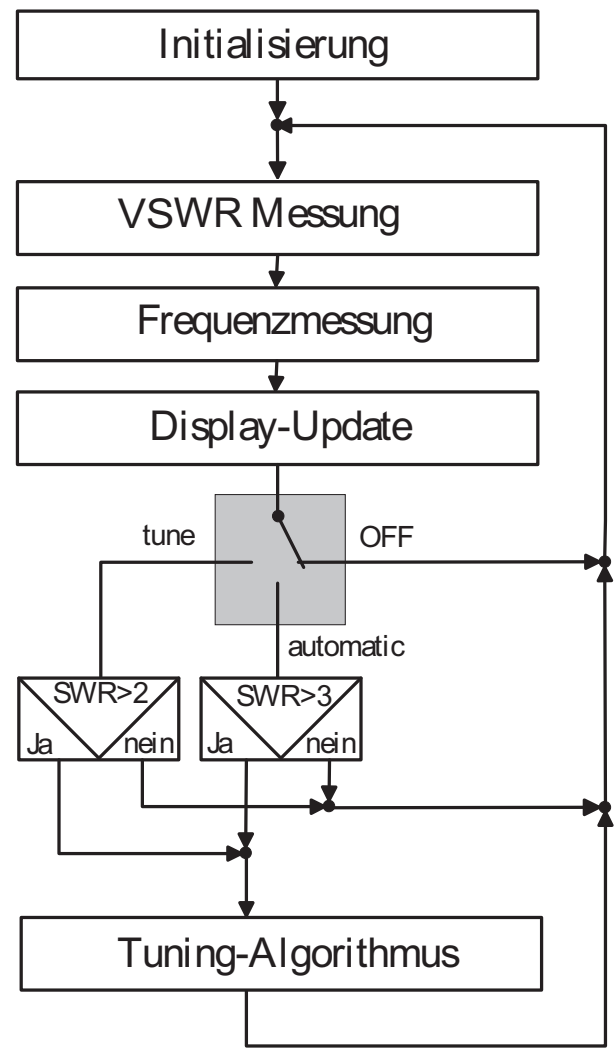 Initialisierung
VSWR Messung
Frequenzmessung
Display-Update
tune
OFF
automatic
SWR>2
Ja
nein
SWR>3
Ja
nein
Tuning-Algorithmus